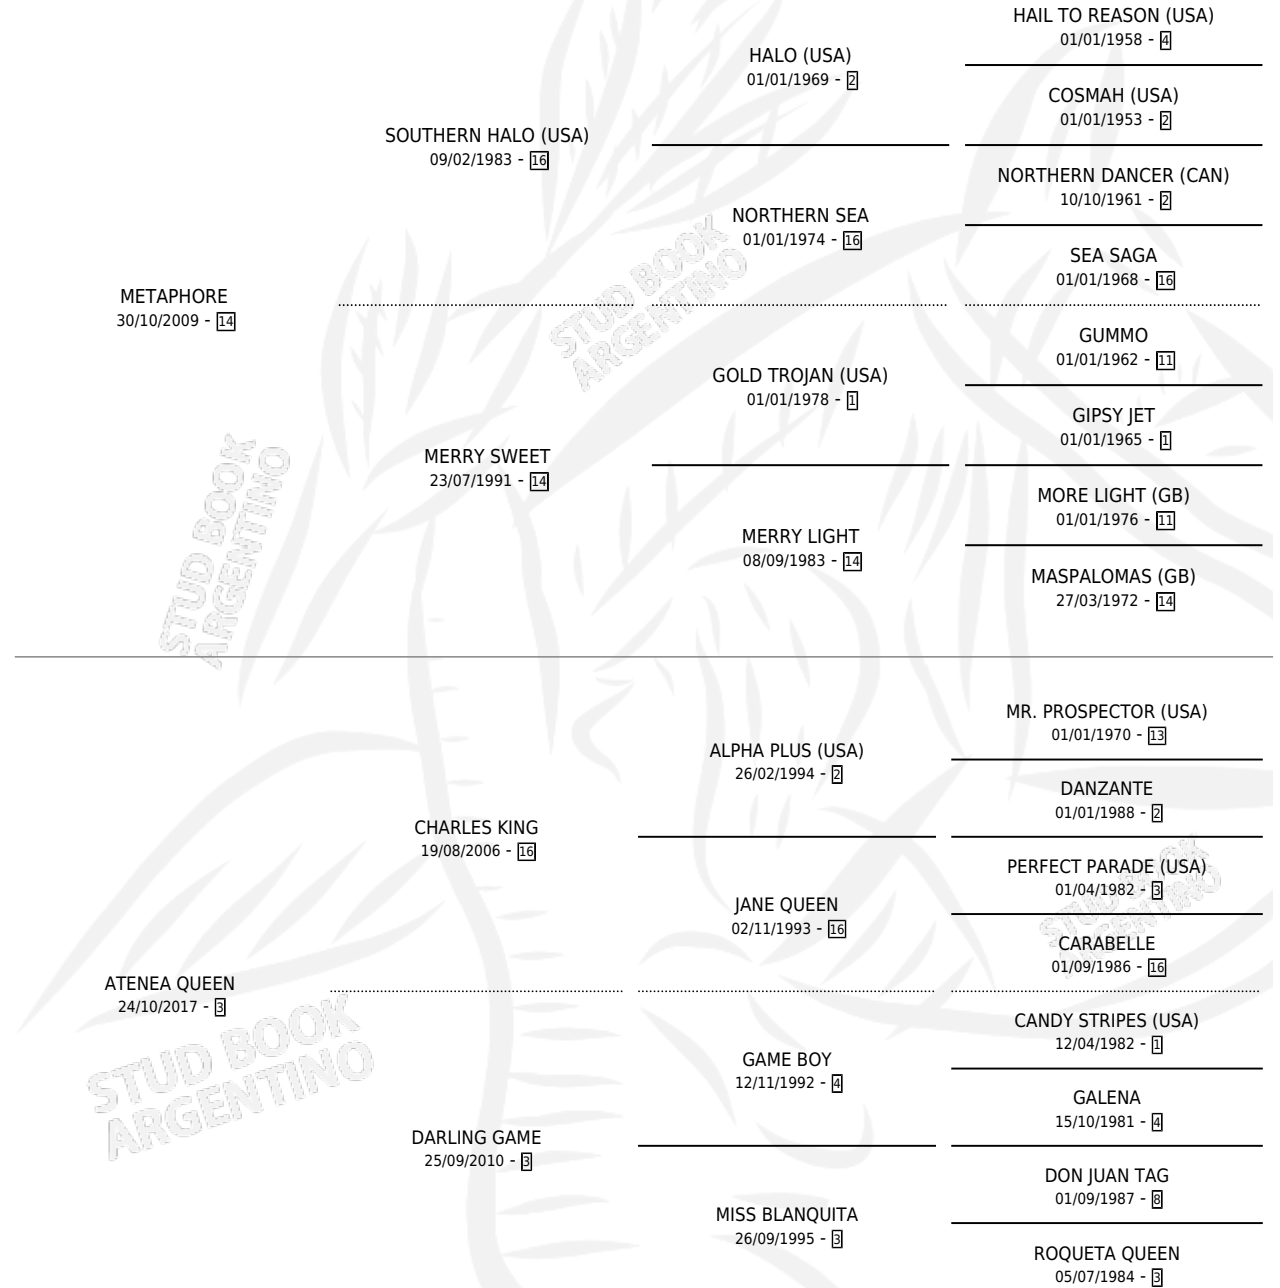 HAIL TO REASON (USA)
01/01/1958 - 4
HALO (USA)
01/01/1969 - 2
COSMAH (USA)
01/01/1953 - 2
SOUTHERN HALO (USA)
09/02/1983 - 16
NORTHERN DANCER (CAN)
10/10/1961 - 2
NORTHERN SEA
01/01/1974 - 16
SEA SAGA
01/01/1968 - 16
METAPHORE
30/10/2009 - 14
STUD BOOK
ARGENTINO
GUMMO
01/01/1962 - 11
GOLD TROJAN (USA)
01/01/1978 - 1
GIPSY JET
01/01/1965 - 1
MERRY SWEET
23/07/1991 - 14
MORE LIGHT (GB)
01/01/1976 - 11
MERRY LIGHT
08/09/1983 - 14
MASPALOMAS (GB)
27/03/1972 - 14
STUD BOOK
ARGENTINO
MR. PROSPECTOR (USA)
01/01/1970 - 13
ALPHA PLUS (USA)
26/02/1994 - 2
DANZANTE
01/01/1988 - 2
CHARLES KING
19/08/2006 - 16
PERFECT PARADE (USA)
01/04/1982 - 3
JANE QUEEN
02/11/1993 - 16
STUD BOOK
ARGENTINO
CARABELLE
01/09/1986 - 16
ATENEA QUEEN
24/10/2017 - 3
CANDY STRIPES (USA)
12/04/1982 - 1
GAME BOY
12/11/1992 - 4
STUD BOOK
ARGENTINO
GALENA
15/10/1981 - 4
DARLING GAME
25/09/2010 - 3
DON JUAN TAG
01/09/1987 - 8
MISS BLANQUITA
26/09/1995 - 3
ROQUETA QUEEN
05/07/1984 - 3